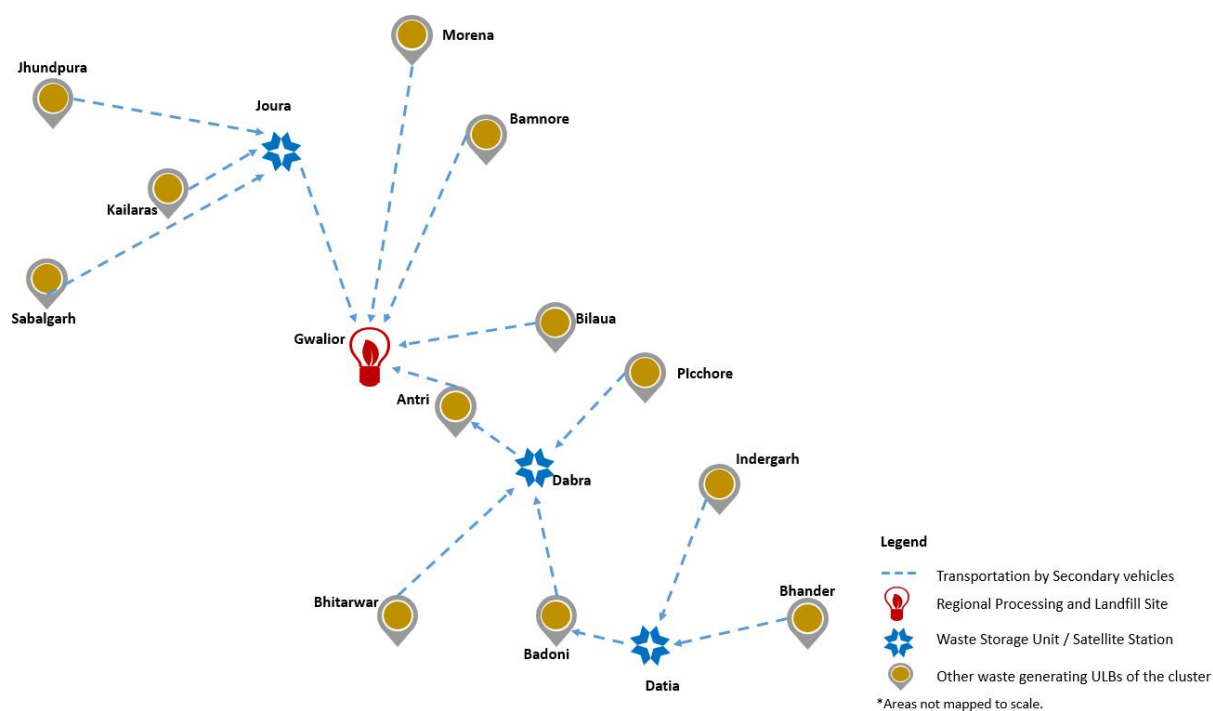 Morena
Jhundpura
Joura
Bamnore
Kailaras
Sabalgarh
Bilaua
Gwalior
PIcchore
Antri
Indergarh
Dabra
Legend
Transportation by Secondary vehicles
Bhander
Bhitarwar
Regional Processing and Landfill Site
Waste Storage Unit / Satellite Station
Badoni
Other waste generating ULBs of the cluster
Datia
*Areas not mapped to scale.